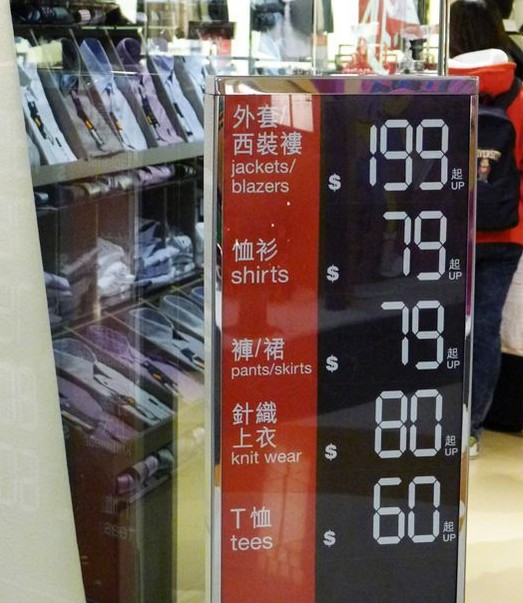 外套/
西裝褸
jackets/
blazers
$ 199 起 UP
恤衫
shirts
$ 79 起 UP
褲/裙
pants/skirts
$ 79 起 UP
針織
上衣
knit wear
$ 80 起 UP
T恤
tees
$ 60 起 UP